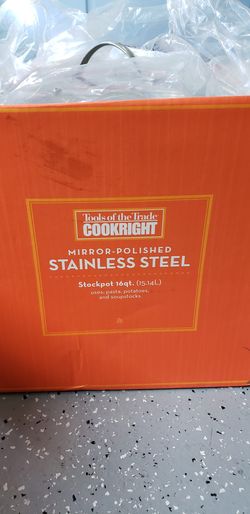 Tools of the Trade
COOKRIGHT
MIRROR-POLISHED
STAINLESS STEEL
Stockpot 16qt. (15.14L)
uses, pasta, potatoes,
and soupstocks.